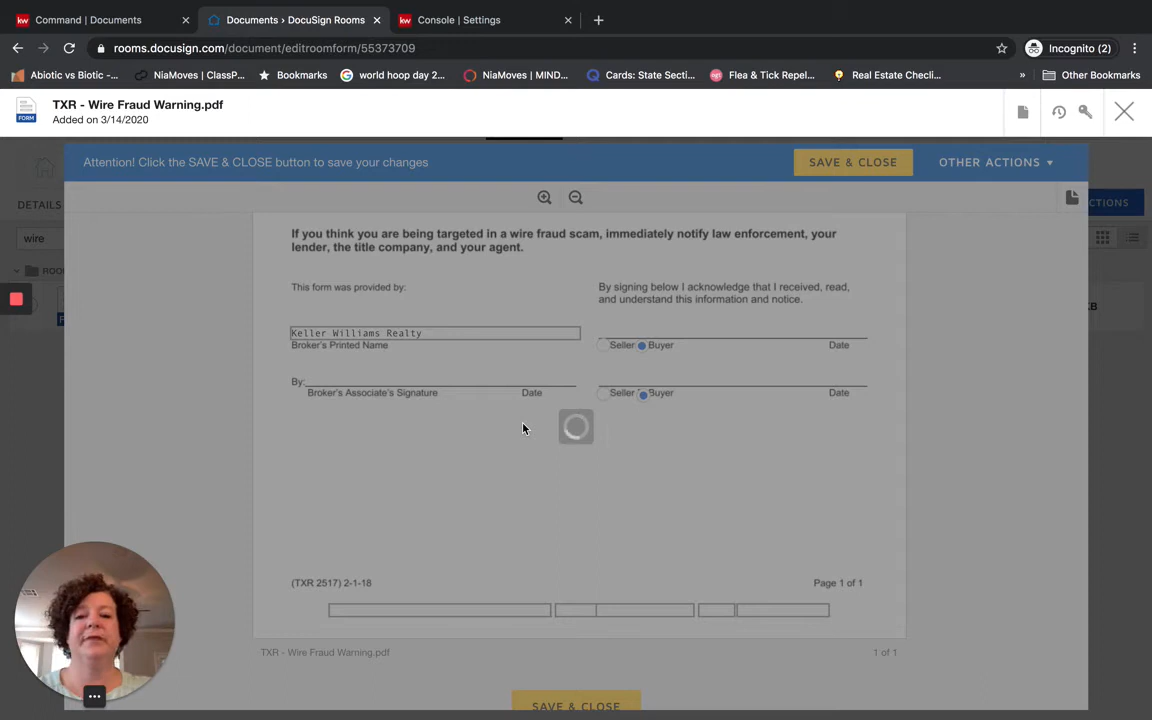 Command | Documents
Documents › DocuSign Rooms
Console | Settings
rooms.docusign.com/document/editroomform/55373709
Incognito (2)
Abiotic vs Biotic -...
NiaMoves | ClassP...
Bookmarks
world hoop day 2...
NiaMoves | MIND...
Cards: State Secti...
Flea & Tick Repel...
Real Estate Checli...
»
Other Bookmarks
TXR - Wire Fraud Warning.pdf
Added on 3/14/2020
FORM
Attention! Click the SAVE & CLOSE button to save your changes
SAVE & CLOSE
OTHER ACTIONS
DETAILS
CTIONS
wire
ROO
If you think you are being targeted in a wire fraud scam, immediately notify law enforcement, your
lender, the title company, and your agent.
This form was provided by:
By signing below I acknowledge that I received, read,
and understand this information and notice.
Keller Williams Realty
Broker's Printed Name
Seller
Buyer
Date
By:
Broker's Associate's Signature
Date
Seller
Buyer
Date
(TXR 2517) 2-1-18
Page 1 of 1
TXR - Wire Fraud Warning.pdf
1 of 1
SAVE & CLOSE